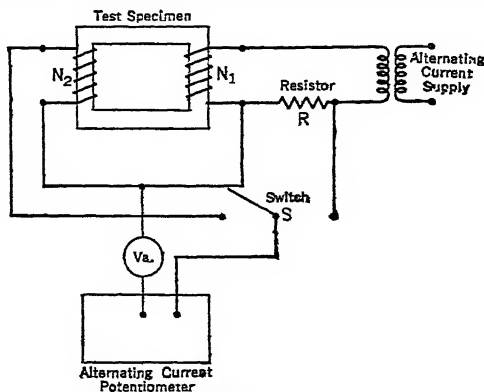 Test Specimen
N2
N1
Resistor
R
Alternating
Current
Supply
Switch
S
Va.
Alternating Current
Potentiometer